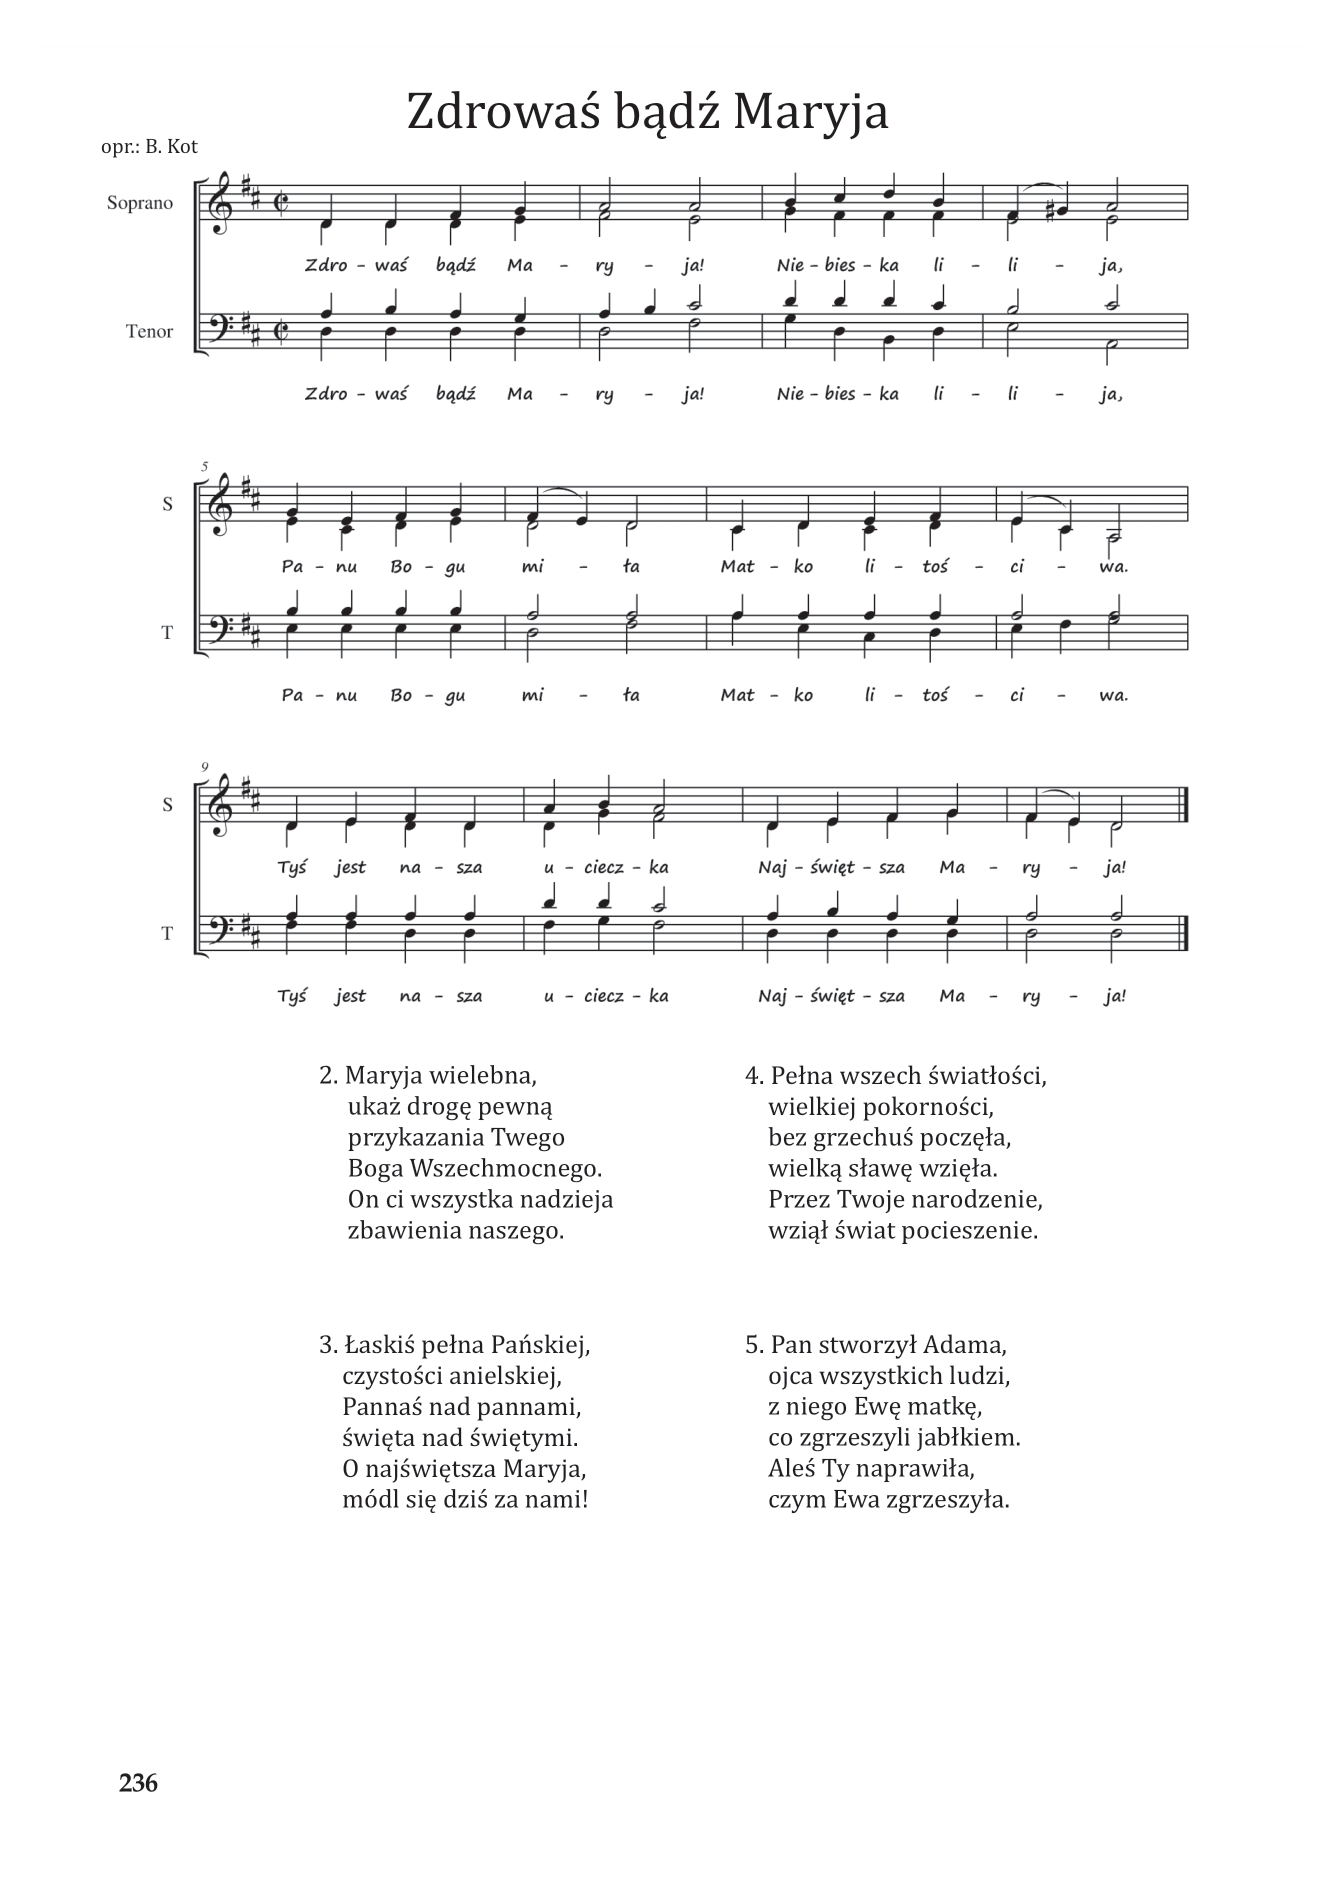 Zdrowaś bądź Maryja
opr.: B. Kot
Soprano
Zdro - waś bądź Ma - ry - ja! Nie - bies - ka li - li - ja,
Tenor
Zdro - waś bądź Ma - ry - ja! Nie - bies - ka li - li - ja,
5
S
Pa - nu Bo - gu mi - ła Mat - ko li - toś - ci - wa.
T
Pa - nu Bo - gu mi - ła Mat - ko li - toś - ci - wa.
9
S
Tyś jest na - sza u - ciecz - ka Naj - święt - sza Ma - ry - ja!
T
Tyś jest na - sza u - ciecz - ka Naj - święt - sza Ma - ry - ja!
2. Maryja wielebna,
ukaż drogę pewną
przykazania Twego
Boga Wszechmocnego.
On ci wszystka nadzieja
zbawienia naszego.
3. Łaskiś pełna Pańskiej,
czystości anielskiej,
Pannaś nad pannami,
święta nad świętymi.
O najświętsza Maryja,
módl się dziś za nami!
4. Pełna wszech światłości,
wielkiej pokorności,
bez grzechuś poczęła,
wielką sławę wzięła.
Przez Twoje narodzenie,
wziął świat pocieszenie.
5. Pan stworzył Adama,
ojca wszystkich ludzi,
z niego Ewę matkę,
co zgrzeszyli jabłkiem.
Aleś Ty naprawiła,
czym Ewa zgrzeszyła.
236